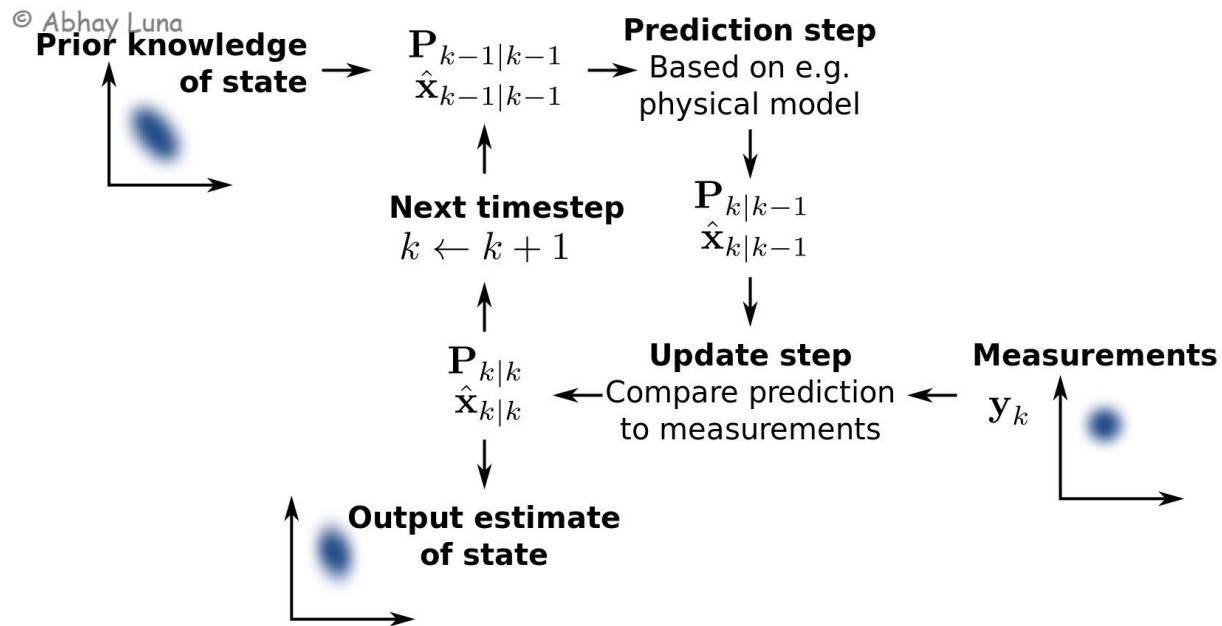 © Abhay Luna
Prior knowledge
of state
P_{k−1|k−1}
x̂_{k−1|k−1}
Prediction step
Based on e.g.
physical model
P_{k|k−1}
x̂_{k|k−1}
Next timestep
k ← k + 1
P_{k|k}
x̂_{k|k}
Update step
Compare prediction
to measurements
Measurements
y_k
Output estimate
of state